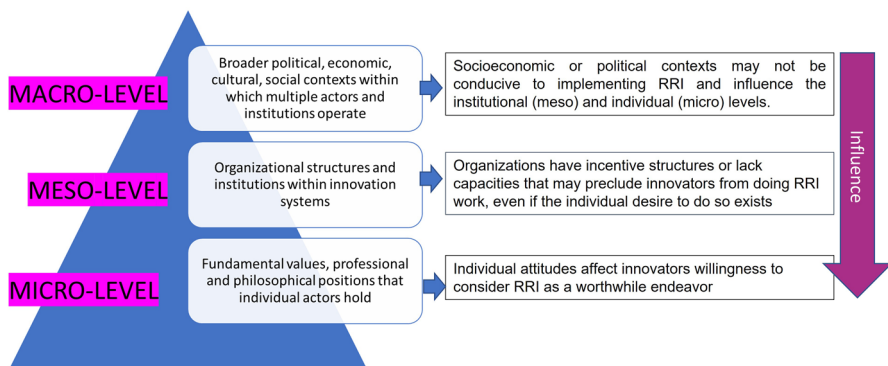 MACRO-LEVEL
Broader political, economic,
cultural, social contexts within
which multiple actors and
institutions operate
Socioeconomic or political contexts may not be
conducive to implementing RRI and influence the
institutional (meso) and individual (micro) levels.
MESO-LEVEL
Organizational structures and
institutions within innovation
systems
Organizations have incentive structures or lack
capacities that may preclude innovators from doing RRI
work, even if the individual desire to do so exists
MICRO-LEVEL
Fundamental values, professional
and philosophical positions that
individual actors hold
Individual attitudes affect innovators willingness to
consider RRI as a worthwhile endeavor
Influence